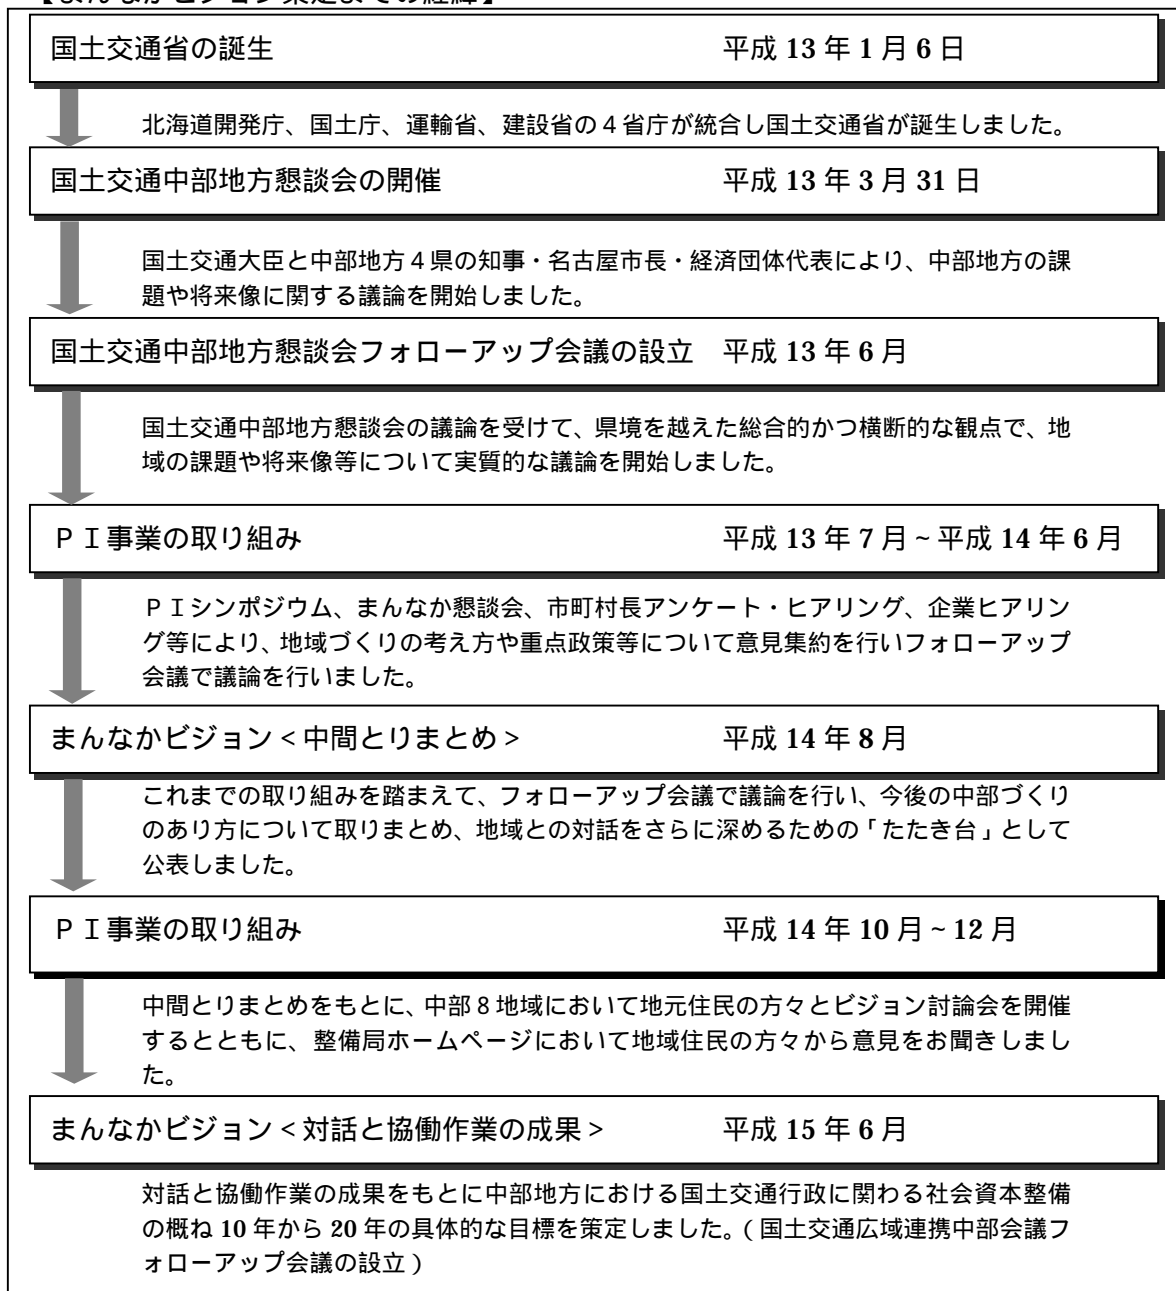 【まんなかビジョン策定までの経緯】
国土交通省の誕生 平成 13 年 1 月 6 日
北海道開発庁、国土庁、運輸省、建設省の４省庁が統合し国土交通省が誕生しました。
国土交通中部地方懇談会の開催 平成 13 年 3 月 31 日
国土交通大臣と中部地方４県の知事・名古屋市長・経済団体代表により、中部地方の課
題や将来像に関する議論を開始しました。
国土交通中部地方懇談会フォローアップ会議の設立 平成 13 年 6 月
国土交通中部地方懇談会の議論を受けて、県境を越えた総合的かつ横断的な観点で、地
域の課題や将来像等について実質的な議論を開始しました。
ＰＩ事業の取り組み 平成 13 年 7 月～平成 14 年 6 月
ＰＩシンポジウム、まんなか懇談会、市町村長アンケート・ヒアリング、企業ヒアリン
グ等により、地域づくりの考え方や重点政策等について意見集約を行いフォローアップ
会議で議論を行いました。
まんなかビジョン＜中間とりまとめ＞ 平成 14 年 8 月
これまでの取り組みを踏まえて、フォローアップ会議で議論を行い、今後の中部づくり
のあり方について取りまとめ、地域との対話をさらに深めるための「たたき台」として
公表しました。
ＰＩ事業の取り組み 平成 14 年 10 月～12 月
中間とりまとめをもとに、中部８地域において地元住民の方々とビジョン討論会を開催
するとともに、整備局ホームページにおいて地域住民の方々から意見をお聞きしまし
た。
まんなかビジョン＜対話と協働作業の成果＞ 平成 15 年 6 月
対話と協働作業の成果をもとに中部地方における国土交通行政に関わる社会資本整備
の概ね 10 年から 20 年の具体的な目標を策定しました。（国土交通広域連携中部会議フ
ォローアップ会議の設立）